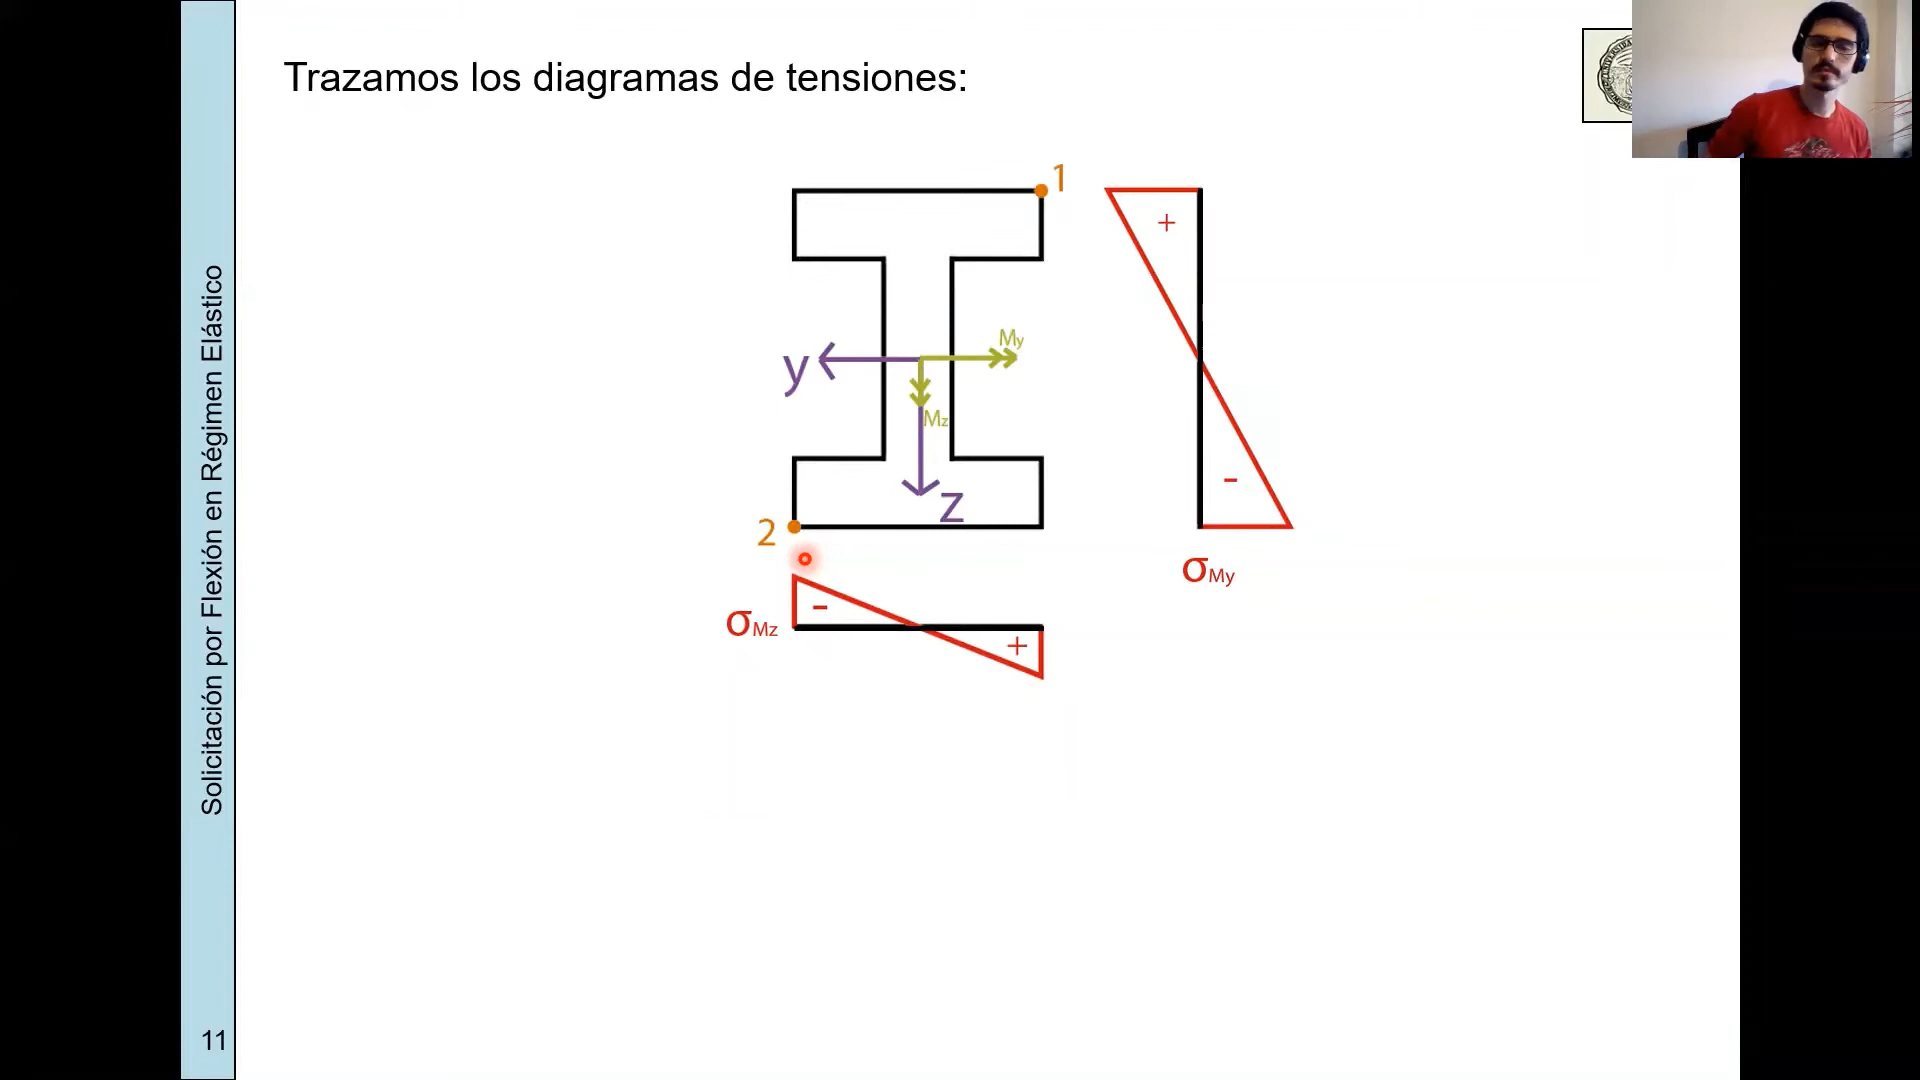 Trazamos los diagramas de tensiones:
1
+
My
y
Mz
z
-
2
σMy
-
σMz
+
Solicitación por Flexión en Régimen Elástico
11